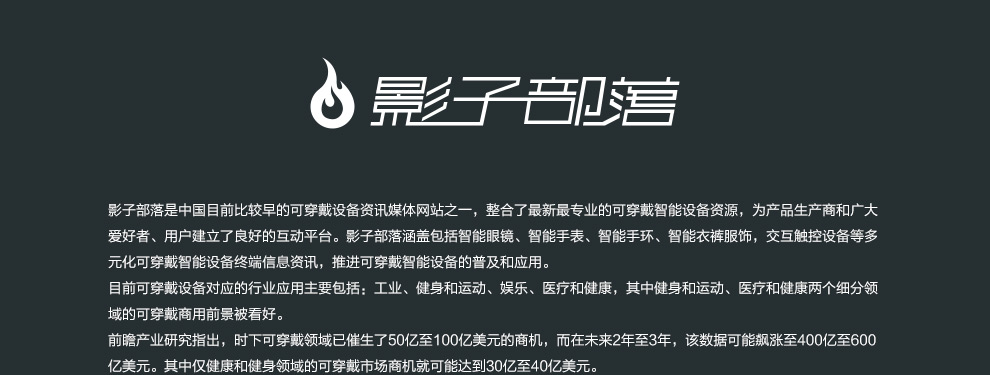 影子部落
影子部落是中国目前比较早的可穿戴设备资讯媒体网站之一，整合了最新最专业的可穿戴智能设备资源，为产品生产商和广大
爱好者、用户建立了良好的互动平台。影子部落涵盖包括智能眼镜、智能手表、智能手环、智能衣裤服饰，交互触控设备等多
元化可穿戴智能设备终端信息资讯，推进可穿戴智能设备的普及和应用。
目前可穿戴设备对应的行业应用主要包括：工业、健身和运动、娱乐、医疗和健康，其中健身和运动、医疗和健康两个细分领
域的可穿戴商用前景被看好。
前瞻产业研究指出，时下可穿戴领域已催生了50亿至100亿美元的商机，而在未来2年至3年，该数据可能飙涨至400亿至600
亿美元。其中仅健康和健身领域的可穿戴市场商机就可能达到30亿至40亿美元。